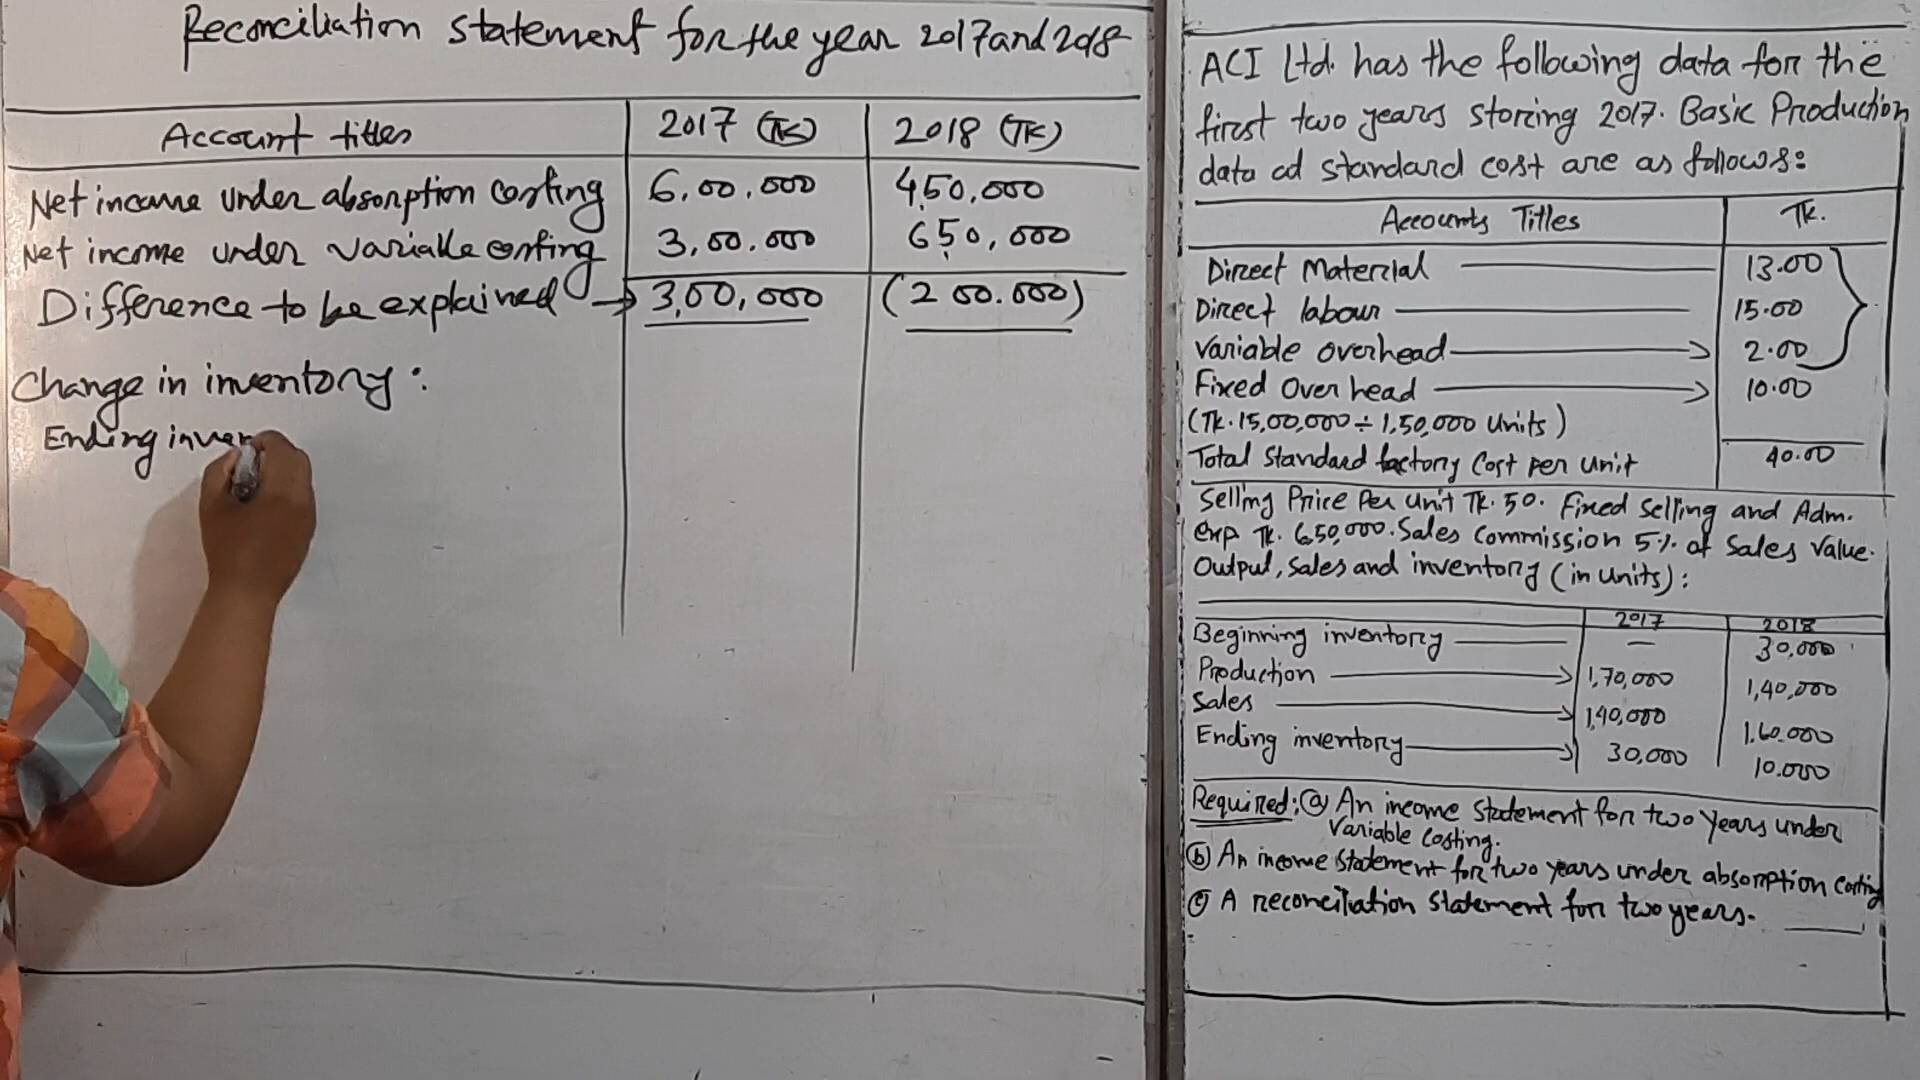 Reconciliation statement for the year 2017 and 2018
Account titles 2017 (TK) 2018 (TK)
Net income under absorption costing 6,00,000 4,50,000
Net income under variable costing 3,00,000 650,000
Difference to be explained → 3,00,000 (200.000)
Change in inventory:
Ending inven
ACI Ltd. has the following data for the
first two years storing 2017. Basic Production
data ad standard cost are as follows:
Accounts Titles TK.
Direct Material 13.00
Direct labour 15.00
Variable overhead → 2.00
Fixed Over head → 10.00
(TK. 15,00,000 ÷ 1,50,000 Units)
Total Standard factory Cost Per unit 40.00
Selling Price Per Unit TK. 50. Fixed Selling and Adm.
exp TK. 6,50,000. Sales Commission 5% of Sales Value.
Output, Sales and inventory (in units):
2017 2018
Beginning inventory — 30,000
Production → 1,70,000 1,40,000
Sales → 1,40,000 1.60.000
Ending inventory → 30,000 10.000
Required: (a) An income statement for two years under
Variable Costing.
(b) An income statement for two years under absorption Costing
(c) A reconciliation statement for two years.